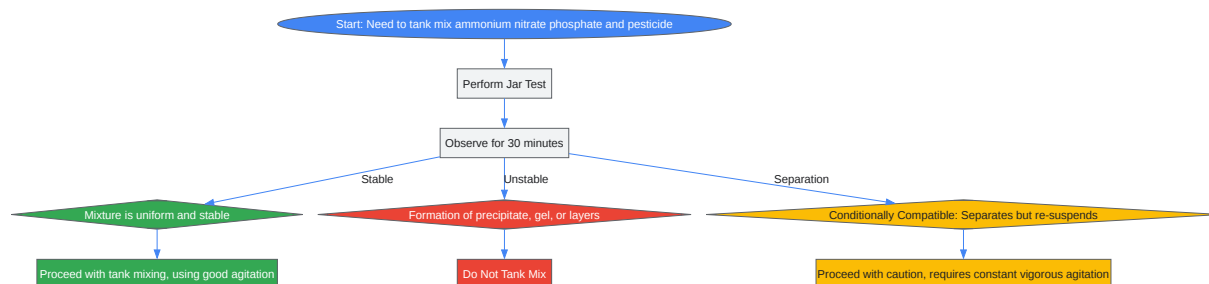 Start: Need to tank mix ammonium nitrate phosphate and pesticide
Perform Jar Test
Observe for 30 minutes
Stable
Unstable
Separation
Mixture is uniform and stable
Formation of precipitate, gel, or layers
Conditionally Compatible: Separates but re-suspends
Proceed with tank mixing, using good agitation
Do Not Tank Mix
Proceed with caution, requires constant vigorous agitation